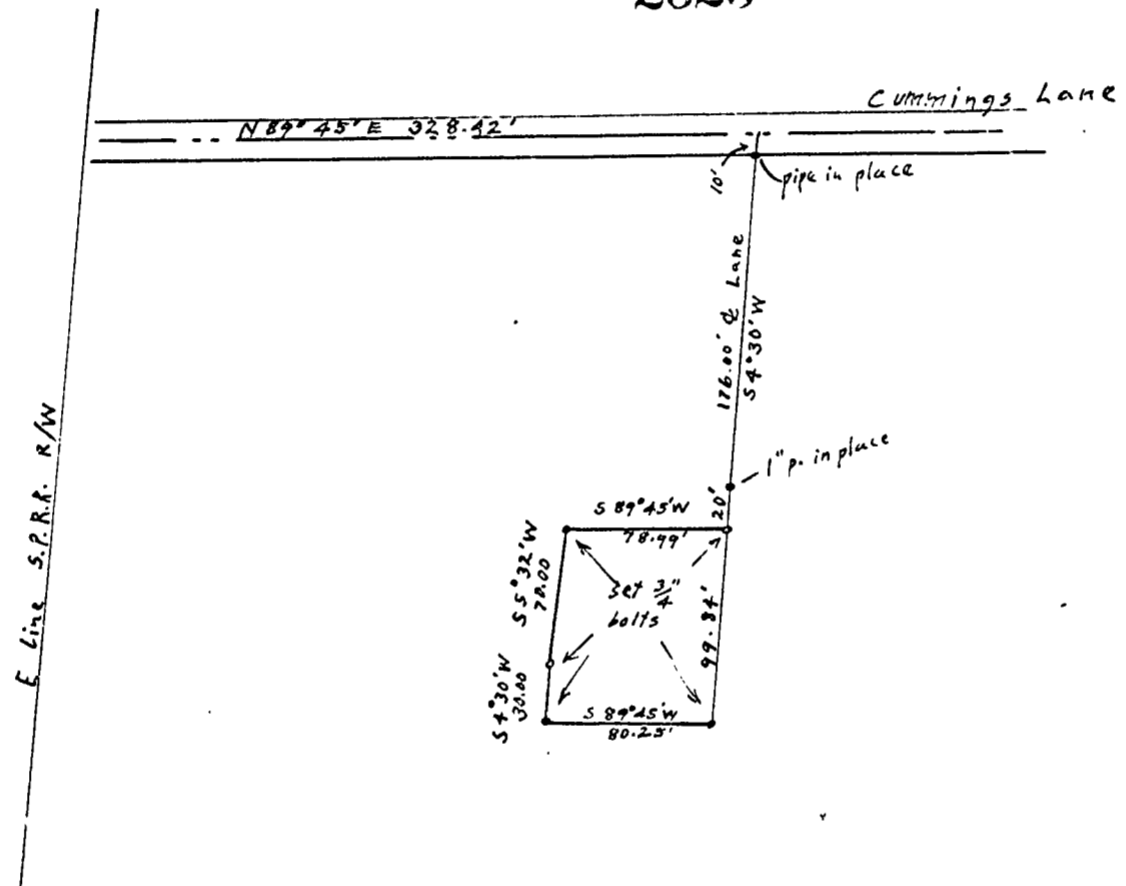 Cummings Lane
N 89° 45' E 328.42'
10'
pipe in place
176.00' ℄ Lane
S 4° 30' W
E Line S.P.R.R. R/W
1" p. in place
20'
S 89° 45' W
78.99'
S 5° 32' W
70.00
set 3/4"
bolts
99.84'
S 4° 30' W
30.00
S 89° 45' W
80.25'